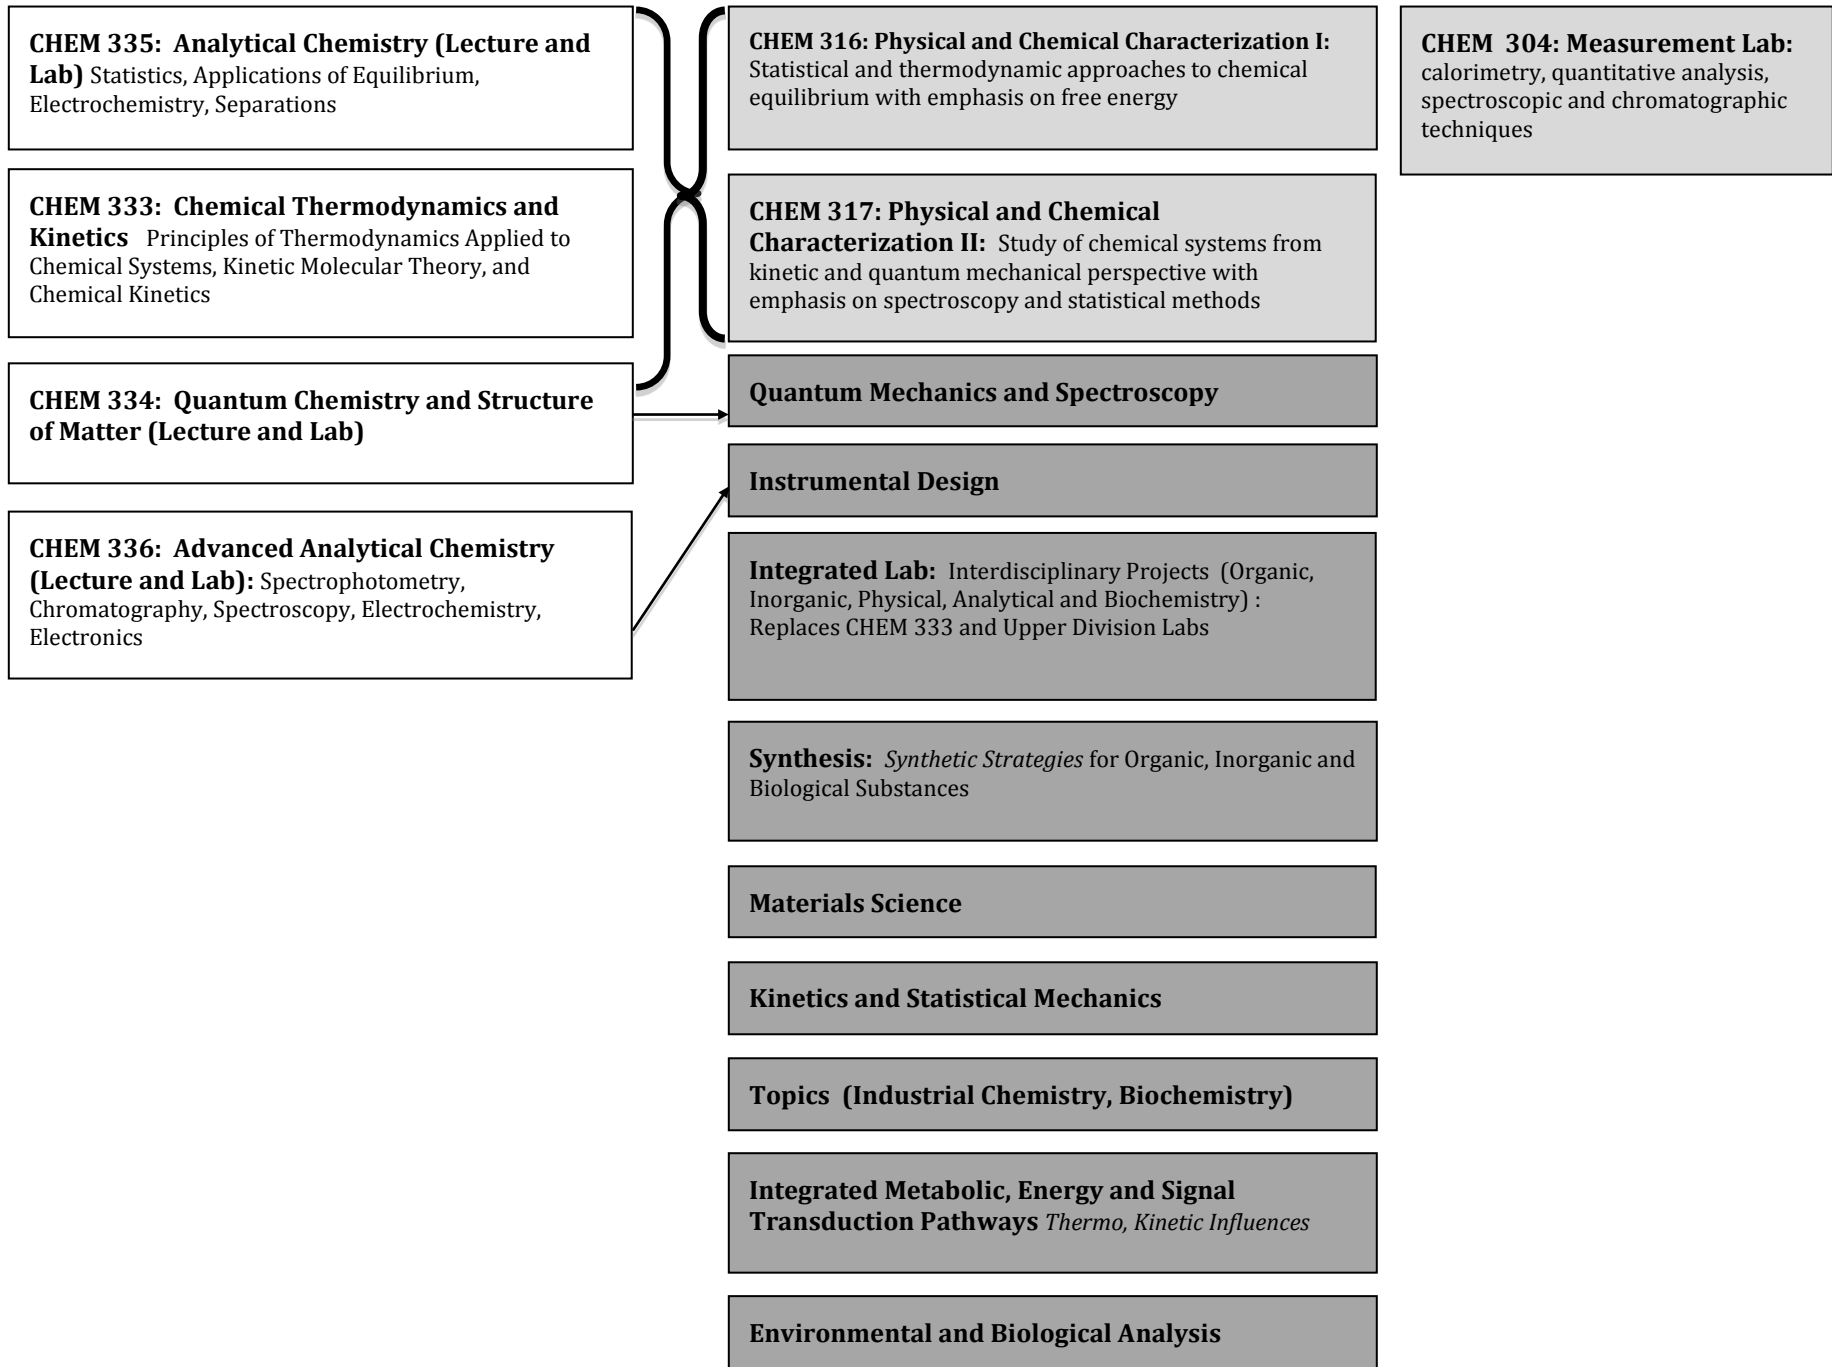 CHEM 335: Analytical Chemistry (Lecture and
Lab) Statistics, Applications of Equilibrium,
Electrochemistry, Separations
CHEM 333: Chemical Thermodynamics and
Kinetics Principles of Thermodynamics Applied to
Chemical Systems, Kinetic Molecular Theory, and
Chemical Kinetics
CHEM 334: Quantum Chemistry and Structure
of Matter (Lecture and Lab)
CHEM 336: Advanced Analytical Chemistry
(Lecture and Lab): Spectrophotometry,
Chromatography, Spectroscopy, Electrochemistry,
Electronics
CHEM 316: Physical and Chemical Characterization I:
Statistical and thermodynamic approaches to chemical
equilibrium with emphasis on free energy
CHEM 317: Physical and Chemical
Characterization II: Study of chemical systems from
kinetic and quantum mechanical perspective with
emphasis on spectroscopy and statistical methods
Quantum Mechanics and Spectroscopy
Instrumental Design
Integrated Lab: Interdisciplinary Projects (Organic,
Inorganic, Physical, Analytical and Biochemistry) :
Replaces CHEM 333 and Upper Division Labs
Synthesis: Synthetic Strategies for Organic, Inorganic and
Biological Substances
Materials Science
Kinetics and Statistical Mechanics
Topics (Industrial Chemistry, Biochemistry)
Integrated Metabolic, Energy and Signal
Transduction Pathways Thermo, Kinetic Influences
Environmental and Biological Analysis
CHEM 304: Measurement Lab:
calorimetry, quantitative analysis,
spectroscopic and chromatographic
techniques